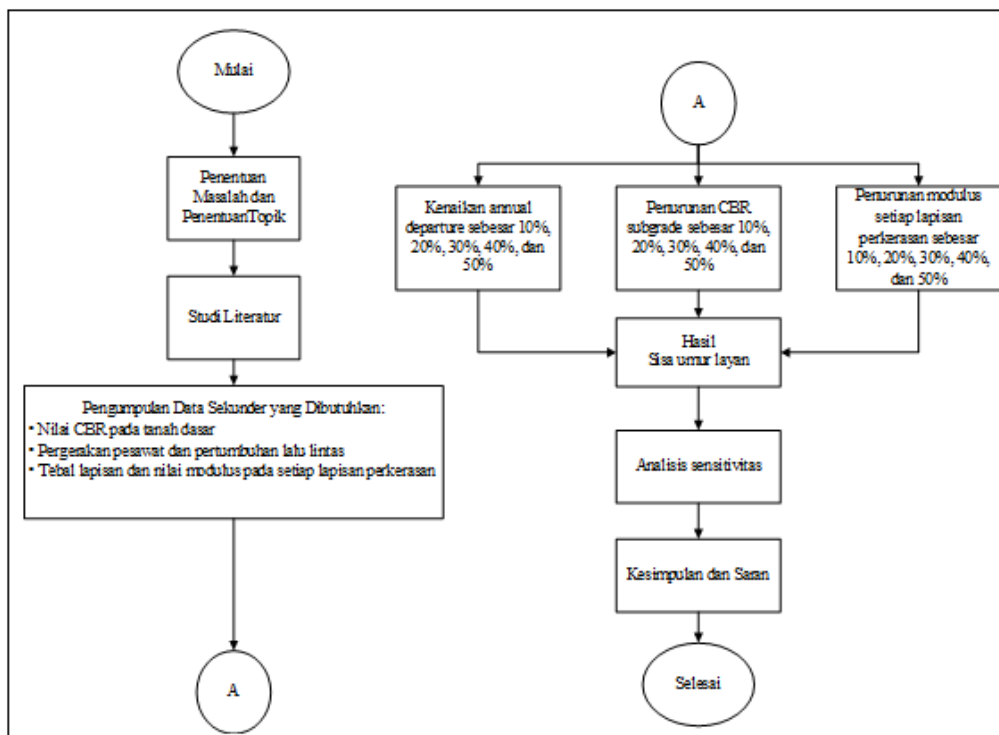 Mulai
Penentuan
Masalah dan
PenentuanTopik
Studi Literatur
Pengumpulan Data Sekunder yang Dibutuhkan:
• Nilai CBR pada tanah dasar
• Pergerakan pesawat dan pertumbuhan lalu lintas
• Tebal lapisan dan nilai modulus pada setiap lapisan perkerasan
A
A
Kenaikan annual
departure sebesar 10%,
20%, 30%, 40%, dan
50%
Penurunan CBR
subgrade sebesar 10%,
20%, 30%, 40%, dan
50%
Penurunan modulus
setiap lapisan
perkerasan sebesar
10%, 20%, 30%, 40%,
dan 50%
Hasil
Sisa umur layan
Analisis sensitivitas
Kesimpulan dan Saran
Selesai